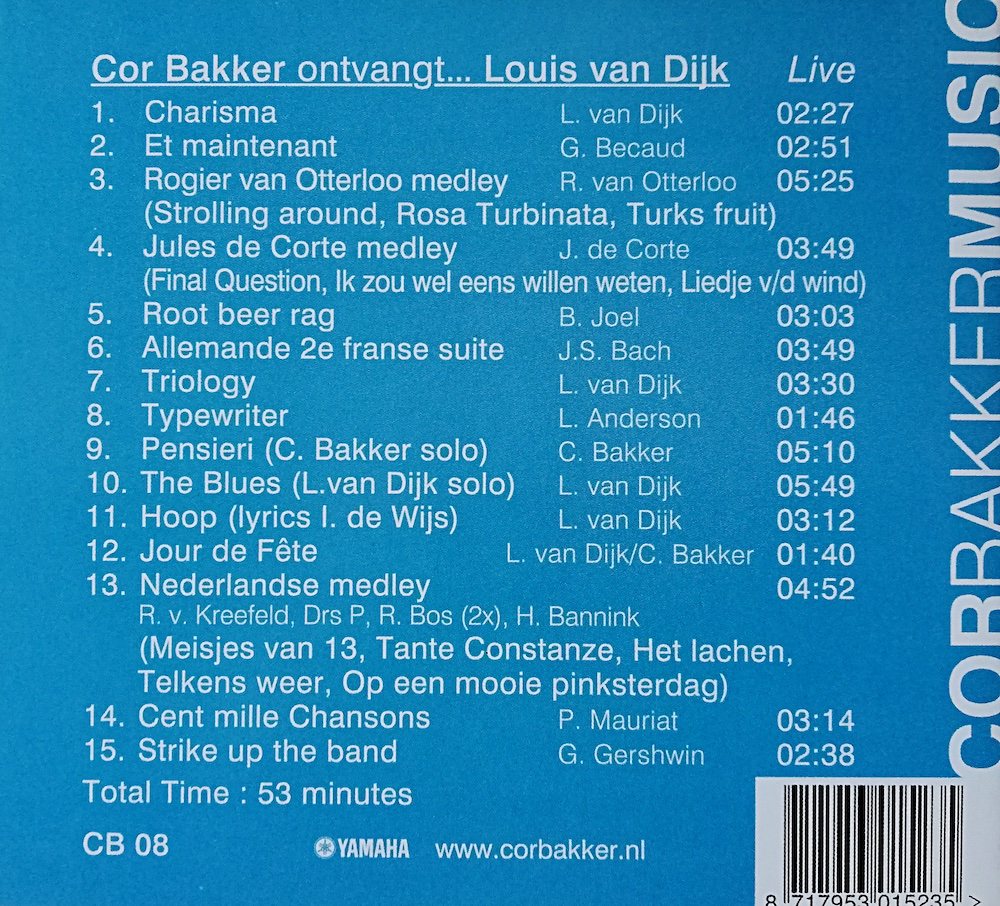 Cor Bakker ontvangt... Louis van Dijk Live
1. Charisma L. van Dijk 02:27
2. Et maintenant G. Becaud 02:51
3. Rogier van Otterloo medley R. van Otterloo 05:25
(Strolling around, Rosa Turbinata, Turks fruit)
4. Jules de Corte medley J. de Corte 03:49
(Final Question, Ik zou wel eens willen weten, Liedje v/d wind)
5. Root beer rag B. Joel 03:03
6. Allemande 2e franse suite J.S. Bach 03:49
7. Triology L. van Dijk 03:30
8. Typewriter L. Anderson 01:46
9. Pensieri (C. Bakker solo) C. Bakker 05:10
10. The Blues (L.van Dijk solo) L. van Dijk 05:49
11. Hoop (lyrics I. de Wijs) L. van Dijk 03:12
12. Jour de Fête L. van Dijk/C. Bakker 01:40
13. Nederlandse medley 04:52
R. v. Kreefeld, Drs P, R. Bos (2x), H. Bannink
(Meisjes van 13, Tante Constanze, Het lachen,
Telkens weer, Op een mooie pinksterdag)
14. Cent mille Chansons P. Mauriat 03:14
15. Strike up the band G. Gershwin 02:38
Total Time : 53 minutes
CB 08 YAMAHA www.corbakker.nl
CORBAKKERMUSIC
8 717953 015235 >